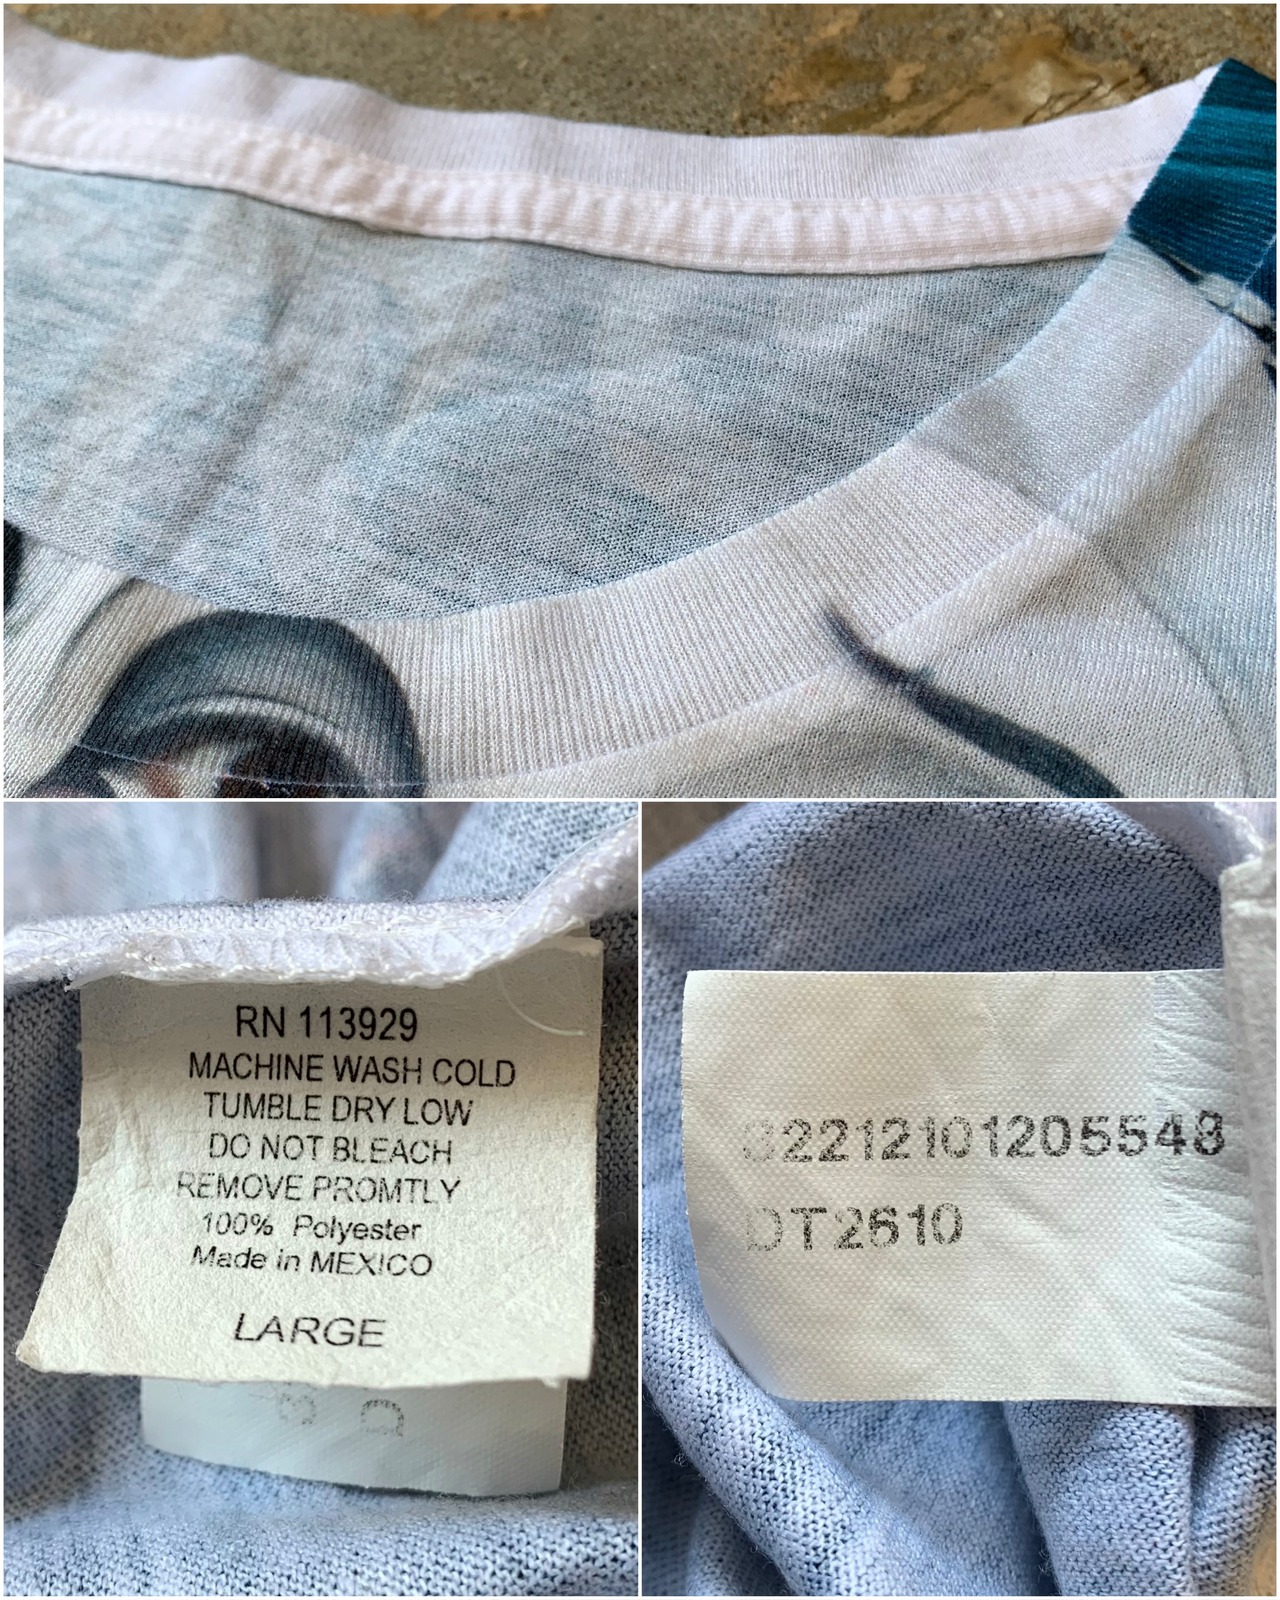 RN 113929
MACHINE WASH COLD
TUMBLE DRY LOW
DO NOT BLEACH
REMOVE PROMTLY
100% Polyester
Made in MEXICO
LARGE
DT2610